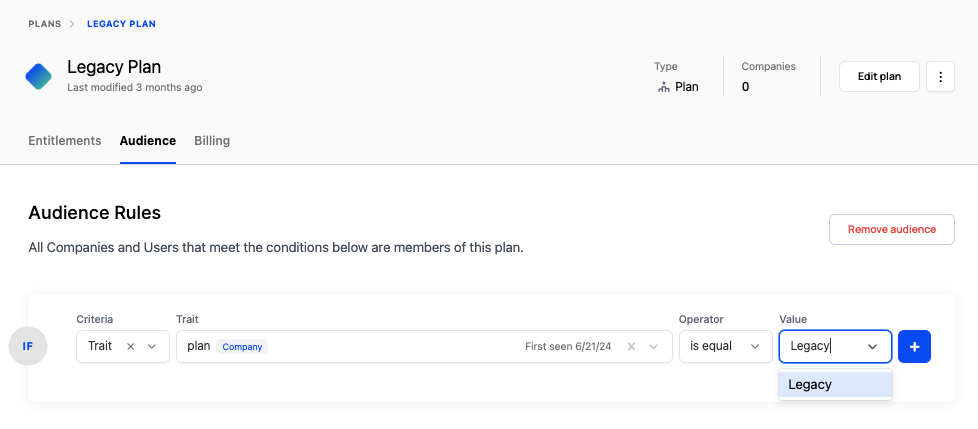 PLANS > LEGACY PLAN
Legacy Plan
Last modified 3 months ago
Type
Plan
Companies
0
Edit plan
Entitlements Audience Billing
Audience Rules
All Companies and Users that meet the conditions below are members of this plan.
Remove audience
Criteria Trait Operator Value
IF Trait plan Company First seen 6/21/24 is equal Legacy +
Legacy